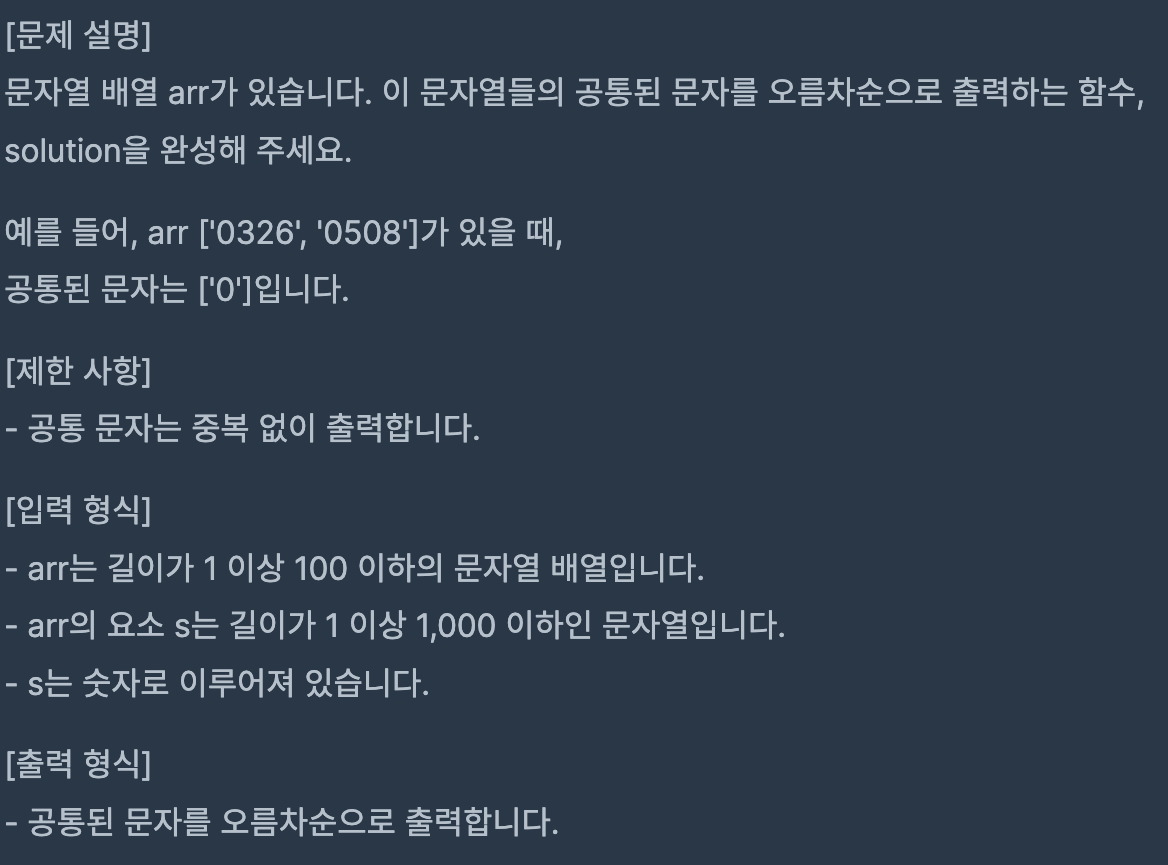 [문제 설명]
문자열 배열 arr가 있습니다. 이 문자열들의 공통된 문자를 오름차순으로 출력하는 함수,
solution을 완성해 주세요.
예를 들어, arr ['0326', '0508']가 있을 때,
공통된 문자는 ['0']입니다.
[제한 사항]
- 공통 문자는 중복 없이 출력합니다.
[입력 형식]
- arr는 길이가 1 이상 100 이하의 문자열 배열입니다.
- arr의 요소 s는 길이가 1 이상 1,000 이하인 문자열입니다.
- s는 숫자로 이루어져 있습니다.
[출력 형식]
- 공통된 문자를 오름차순으로 출력합니다.